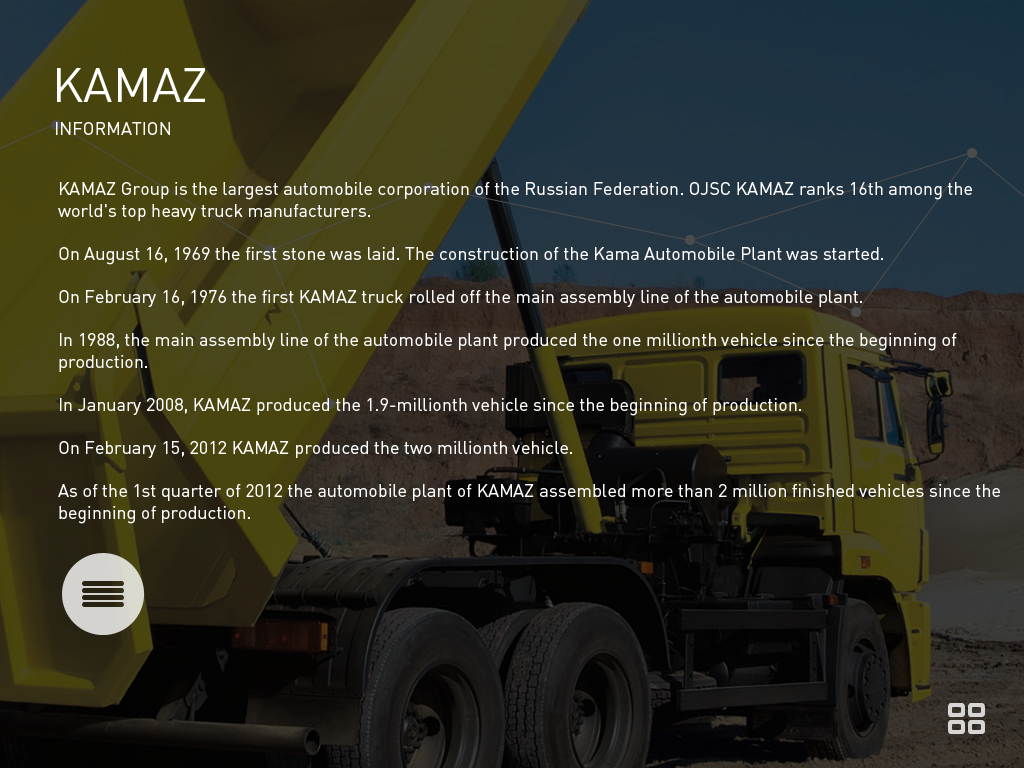 KAMAZ
INFORMATION
KAMAZ Group is the largest automobile corporation of the Russian Federation. OJSC KAMAZ ranks 16th among the
world's top heavy truck manufacturers.
On August 16, 1969 the first stone was laid. The construction of the Kama Automobile Plant was started.
On February 16, 1976 the first KAMAZ truck rolled off the main assembly line of the automobile plant.
In 1988, the main assembly line of the automobile plant produced the one millionth vehicle since the beginning of
production.
In January 2008, KAMAZ produced the 1.9-millionth vehicle since the beginning of production.
On February 15, 2012 KAMAZ produced the two millionth vehicle.
As of the 1st quarter of 2012 the automobile plant of KAMAZ assembled more than 2 million finished vehicles since the
beginning of production.